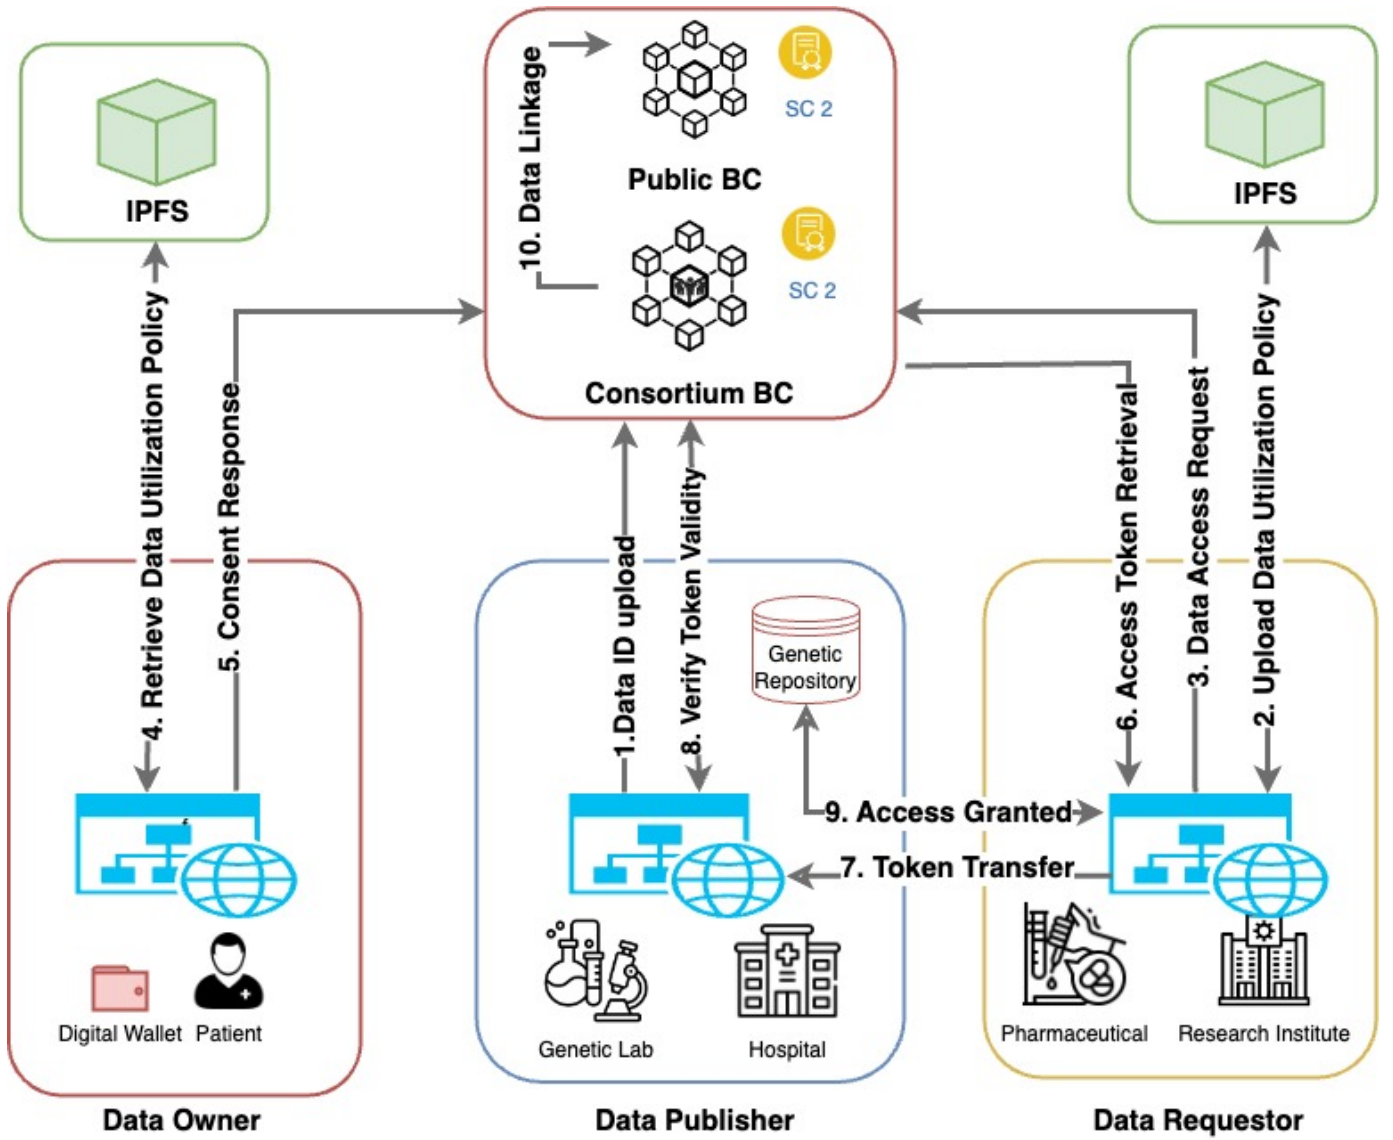 IPFS
10. Data Linkage
SC 2
Public BC
SC 2
Consortium BC
IPFS
4. Retrieve Data Utilization Policy
5. Consent Response
1.Data ID upload
8. Verify Token Validity
6. Access Token Retrieval
3. Data Access Request
2. Upload Data Utilization Policy
Genetic
Repository
9. Access Granted
7. Token Transfer
Digital Wallet
Patient
Genetic Lab
Hospital
Pharmaceutical
Research Institute
Data Owner
Data Publisher
Data Requestor